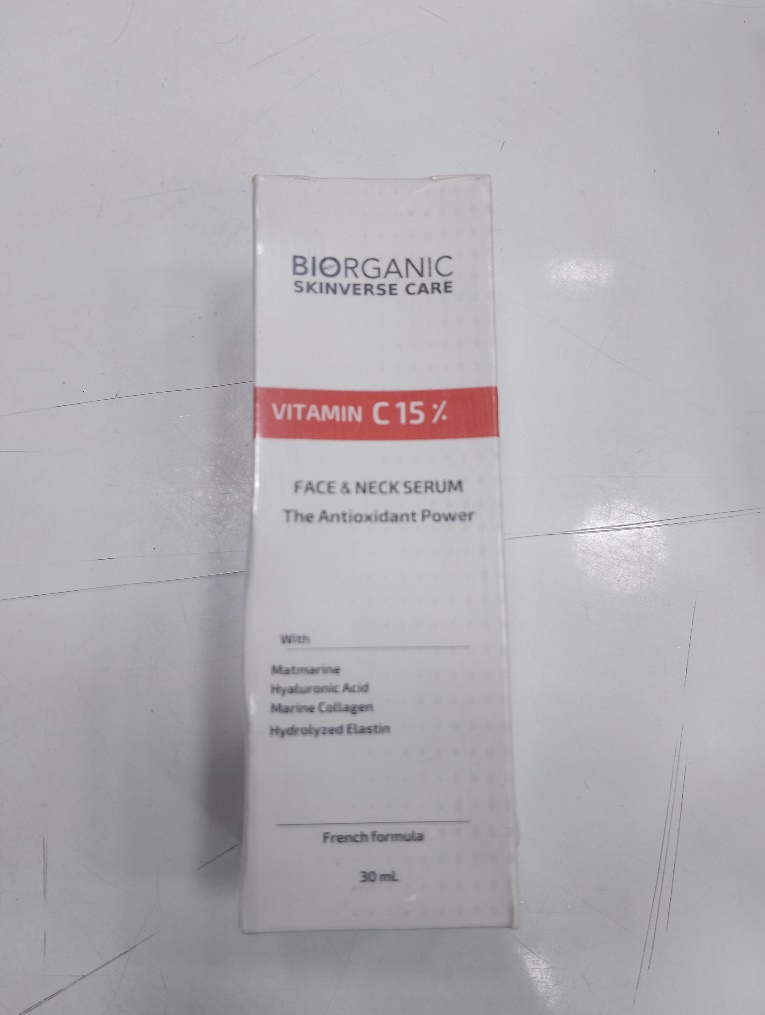 BIORGANIC
SKINVERSE CARE
VITAMIN C 15 %
FACE & NECK SERUM
The Antioxidant Power
With
Matmarine
Hyaluronic Acid
Marine Collagen
Hydrolyzed Elastin
French formula
30 mL